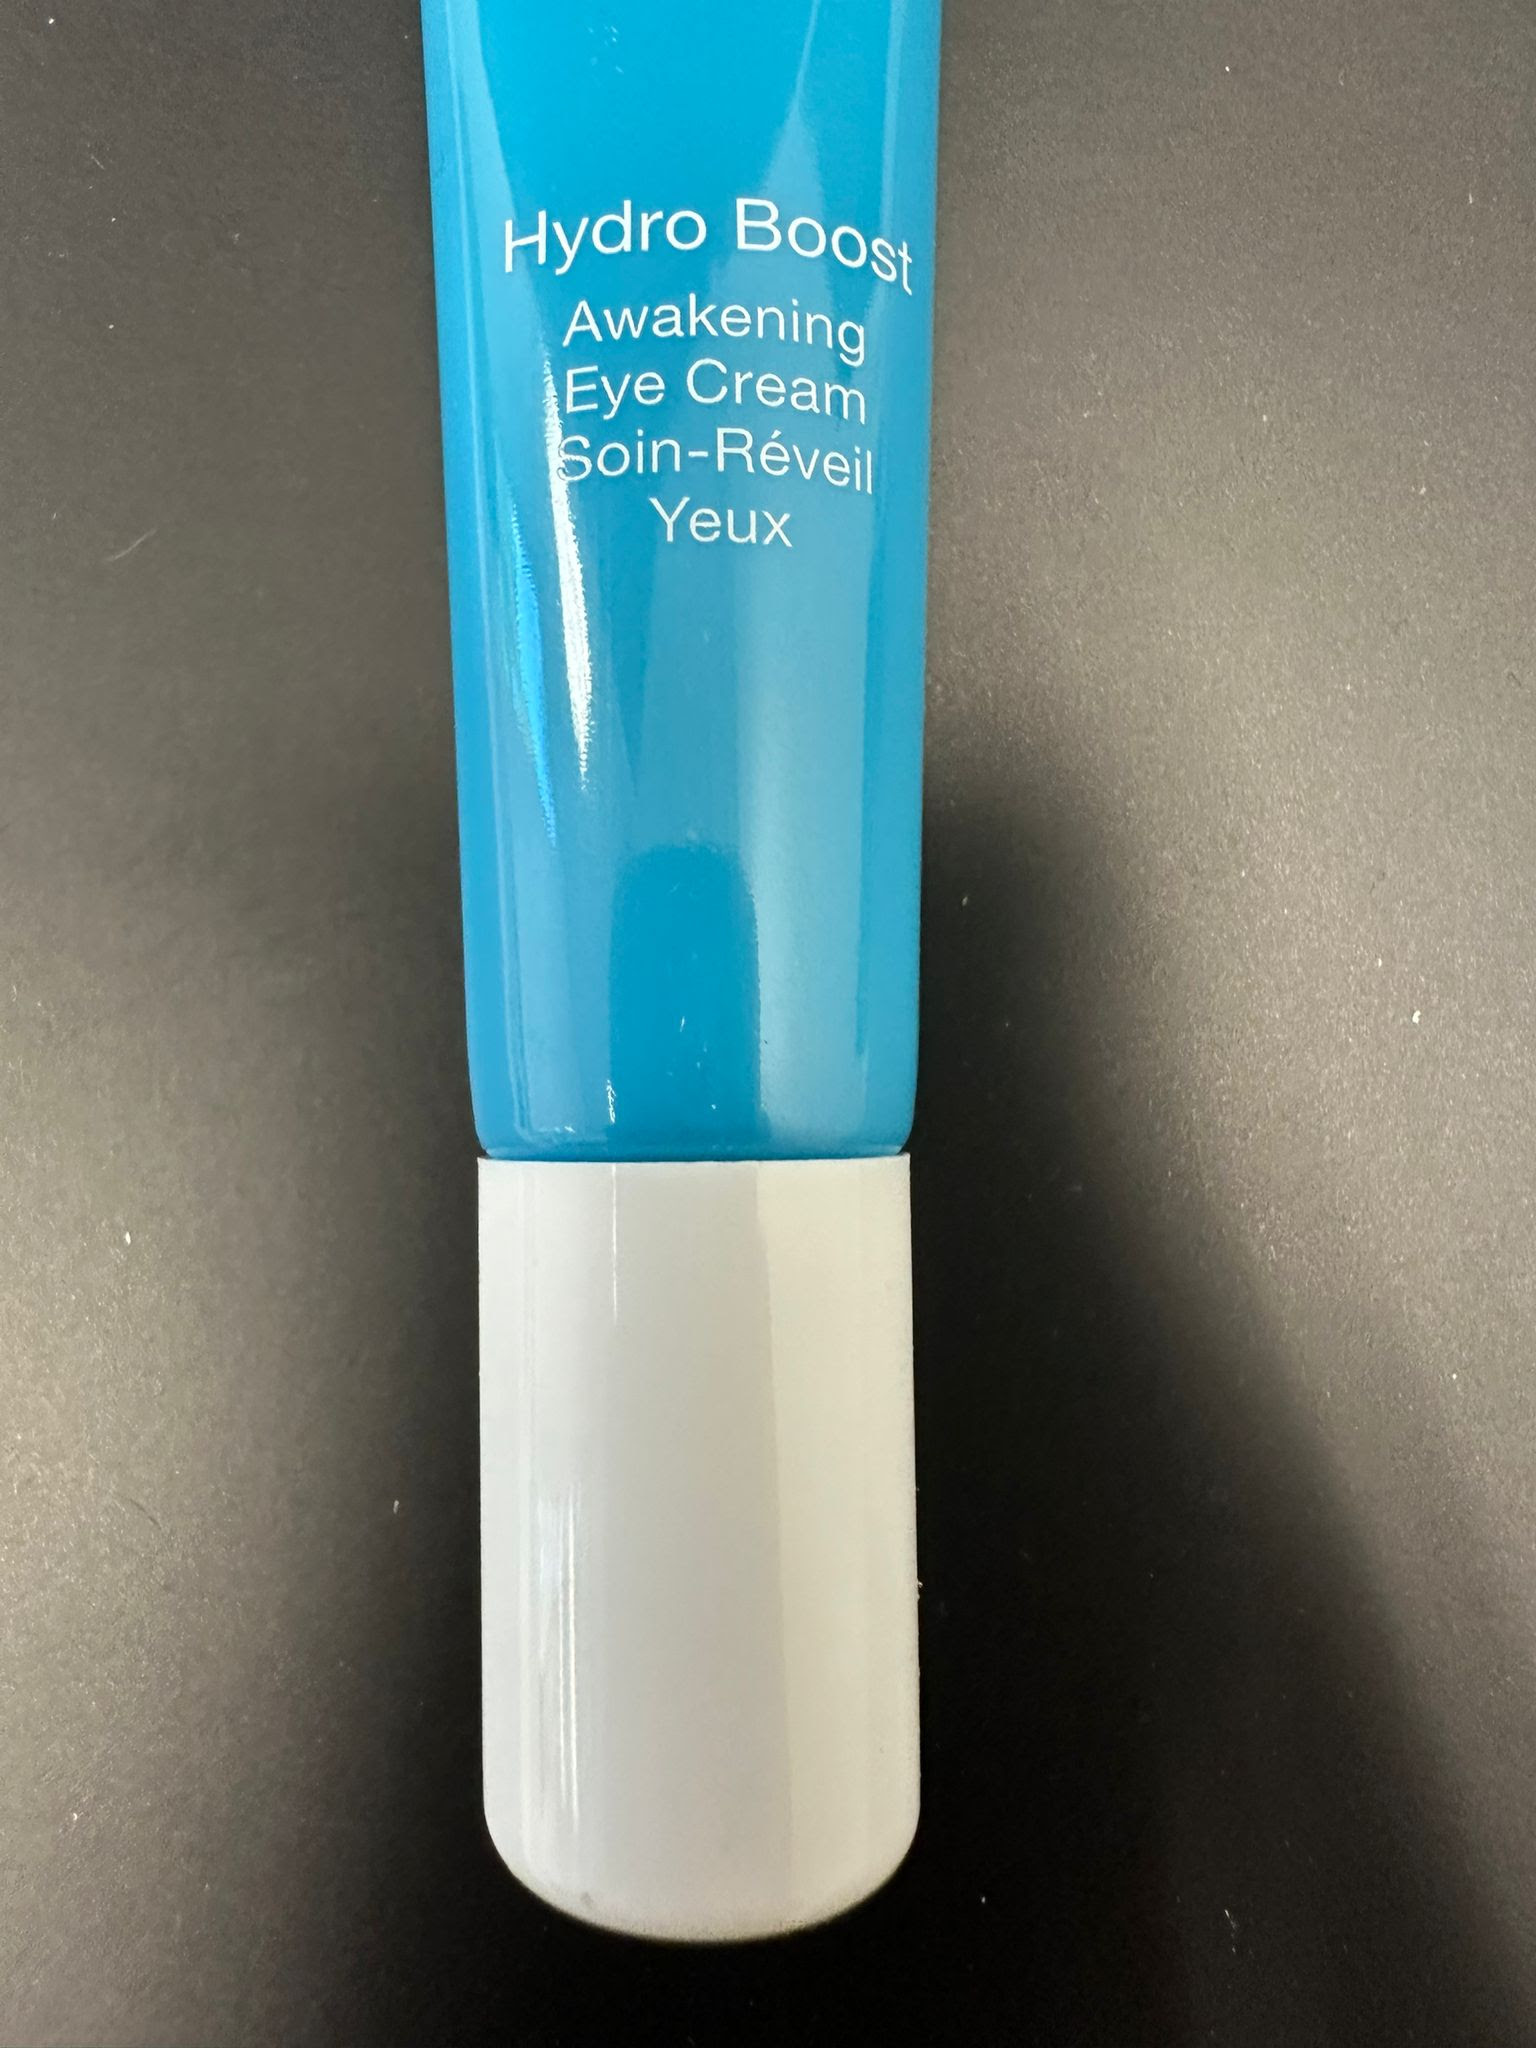 Hydro Boost
Awakening
Eye Cream
Soin-Réveil
Yeux